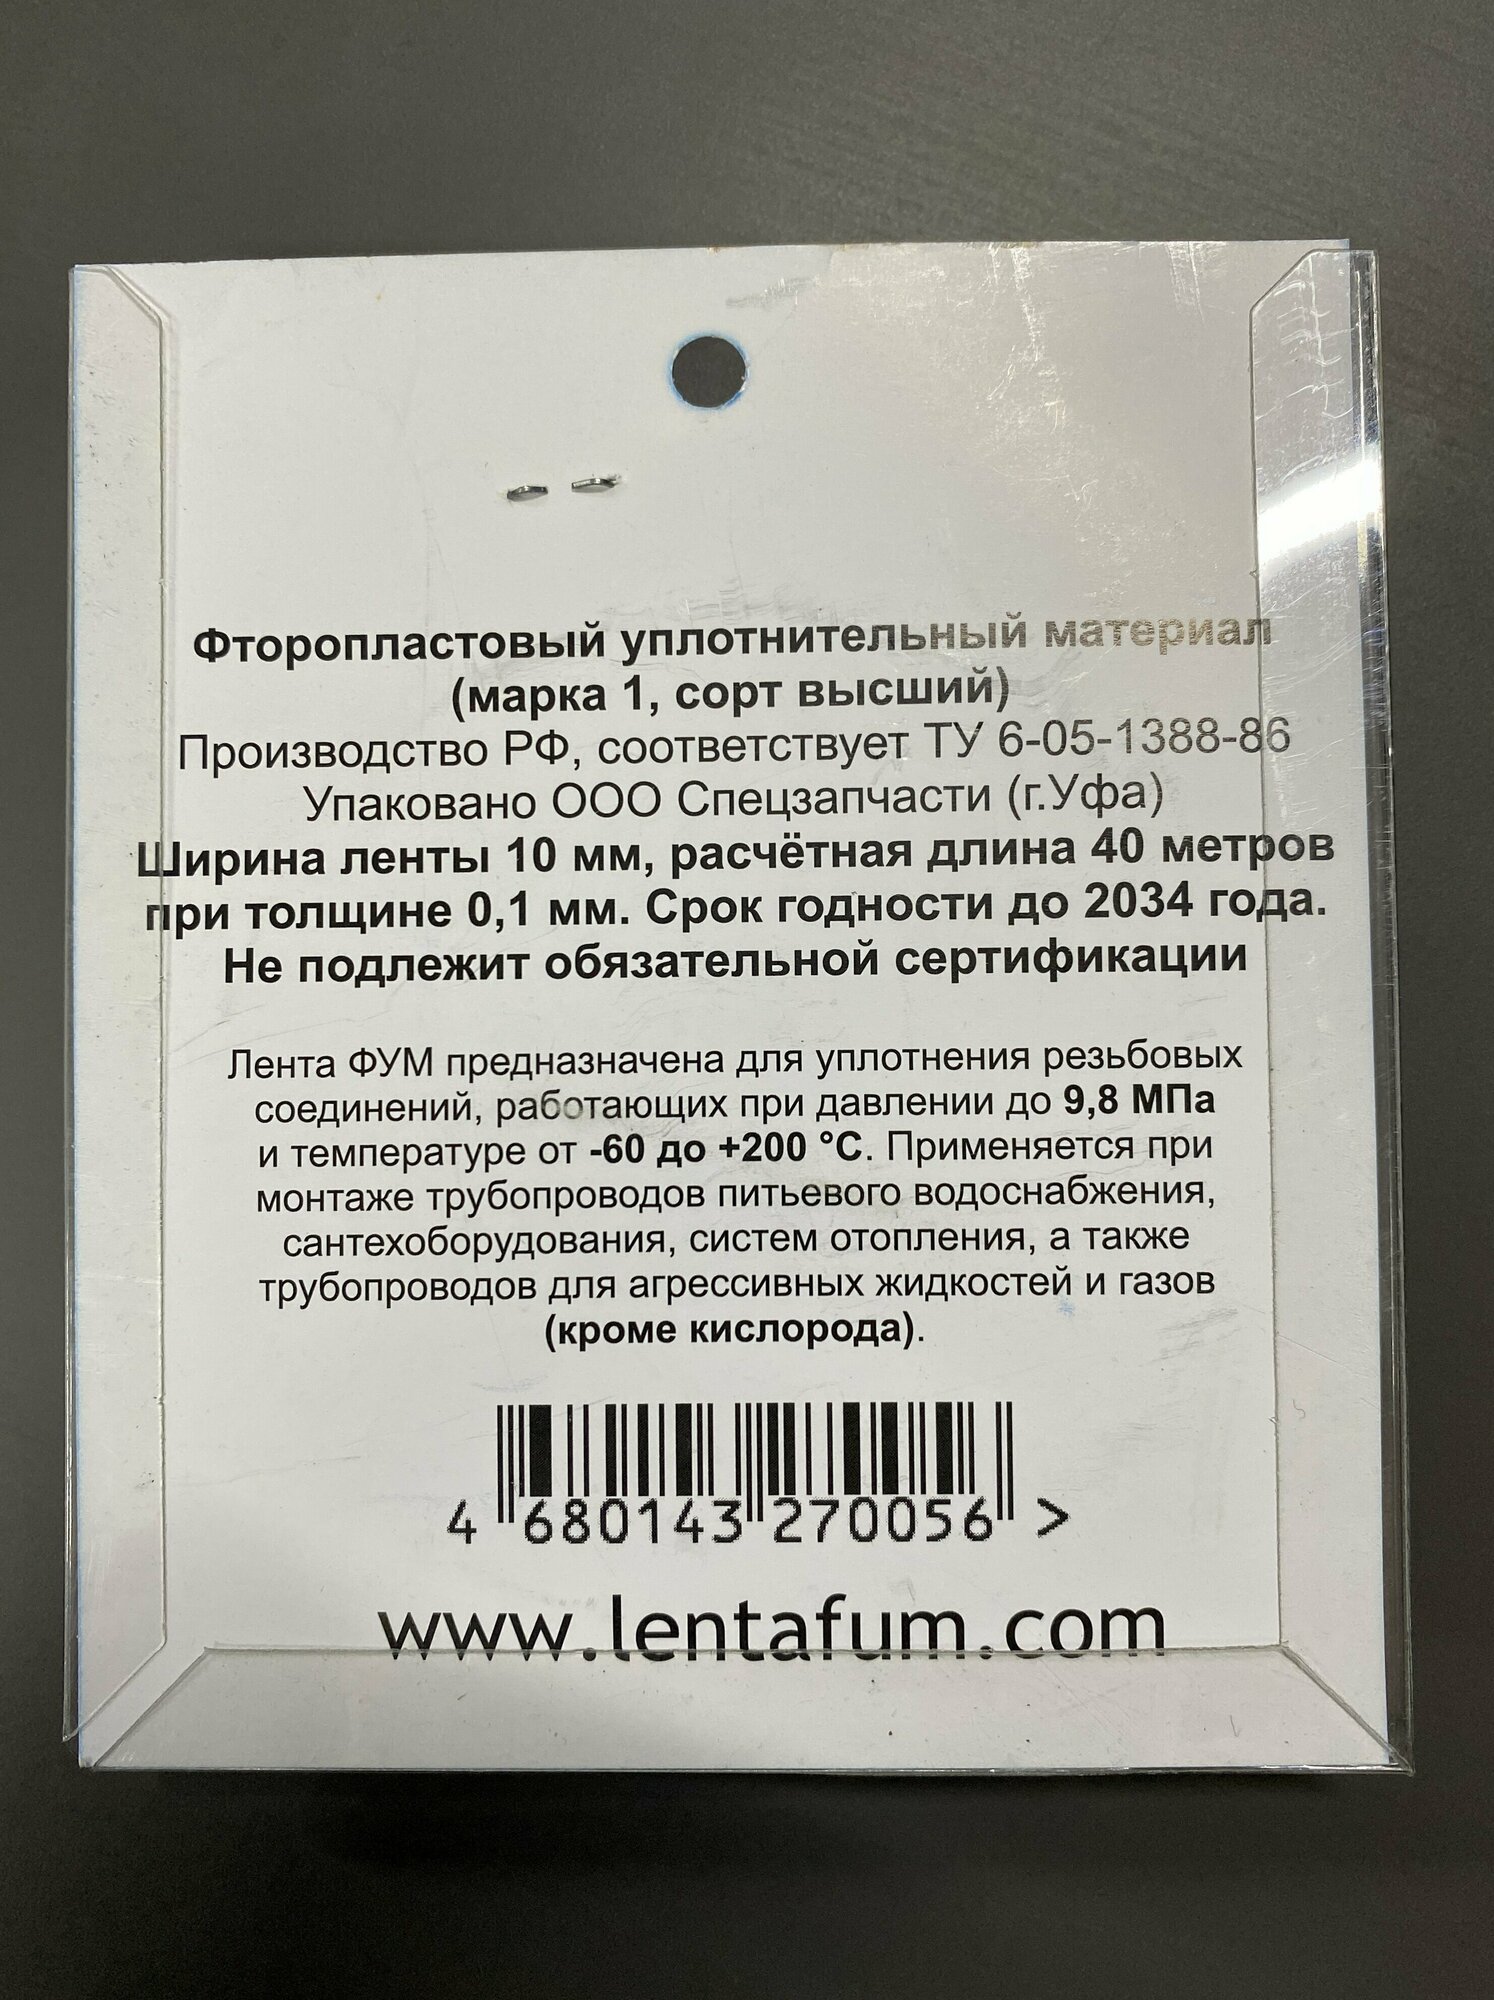 Фторопластовый уплотнительный материал
(марка 1, сорт высший)
Производство РФ, соответствует ТУ 6-05-1388-86
Упаковано ООО Спецзапчасти (г.Уфа)
Ширина ленты 10 мм, расчётная длина 40 метров
при толщине 0,1 мм. Срок годности до 2034 года.
Не подлежит обязательной сертификации
Лента ФУМ предназначена для уплотнения резьбовых
соединений, работающих при давлении до 9,8 МПа
и температуре от -60 до +200 °С. Применяется при
монтаже трубопроводов питьевого водоснабжения,
сантехоборудования, систем отопления, а также
трубопроводов для агрессивных жидкостей и газов
(кроме кислорода).
4 680143 270056 >
www.lentafum.com